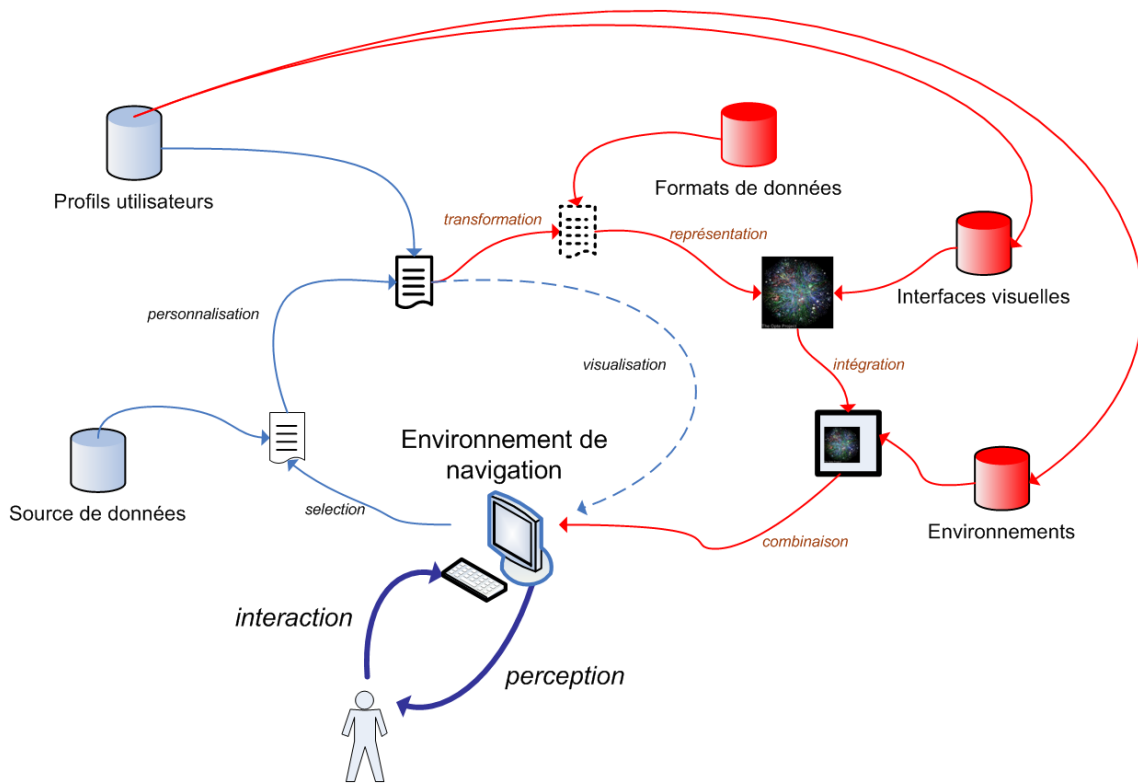 Profils utilisateurs
Formats de données
transformation
représentation
Interfaces visuelles
personnalisation
visualisation
intégration
Environnement de
navigation
Source de données
selection
Environnements
combinaison
interaction
perception